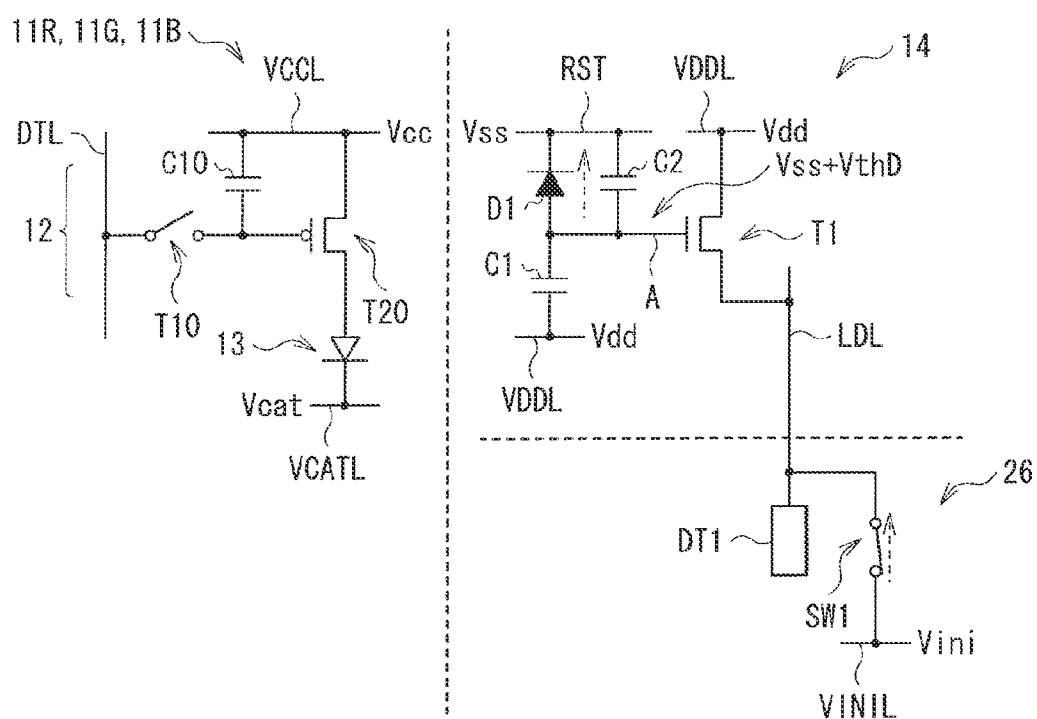 11R, 11G, 11B
VCCL
DTL
Vcc
C10
12
T10
T20
13
Vcat
VCATL
14
RST
VDDL
Vss
Vdd
C2
Vss+VthD
D1
T1
C1
A
Vdd
LDL
VDDL
26
DT1
SW1
Vini
VINIL